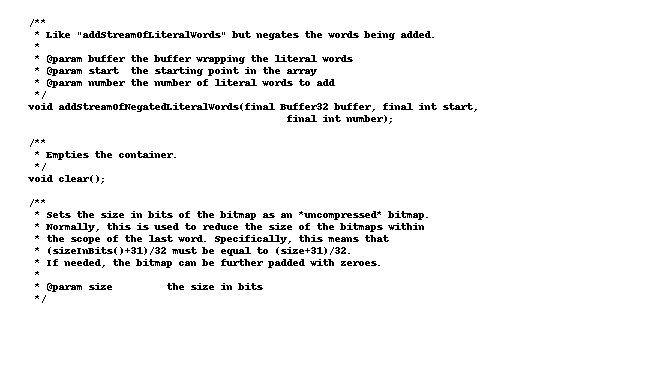 /**
 * Like "addStreamOfLiteralWords" but negates the words being added.
 *
 * @param buffer the buffer wrapping the literal words
 * @param start  the starting point in the array
 * @param number the number of literal words to add
 */
void addStreamOfNegatedLiteralWords(final Buffer32 buffer, final int start,
                                               final int number);

/**
 * Empties the container.
 */
void clear();

/**
 * Sets the size in bits of the bitmap as an *uncompressed* bitmap.
 * Normally, this is used to reduce the size of the bitmaps within
 * the scope of the last word. Specifically, this means that
 * (sizeInBits()+31)/32 must be equal to (size+31)/32.
 * If needed, the bitmap can be further padded with zeroes.
 *
 * @param size          the size in bits
 */